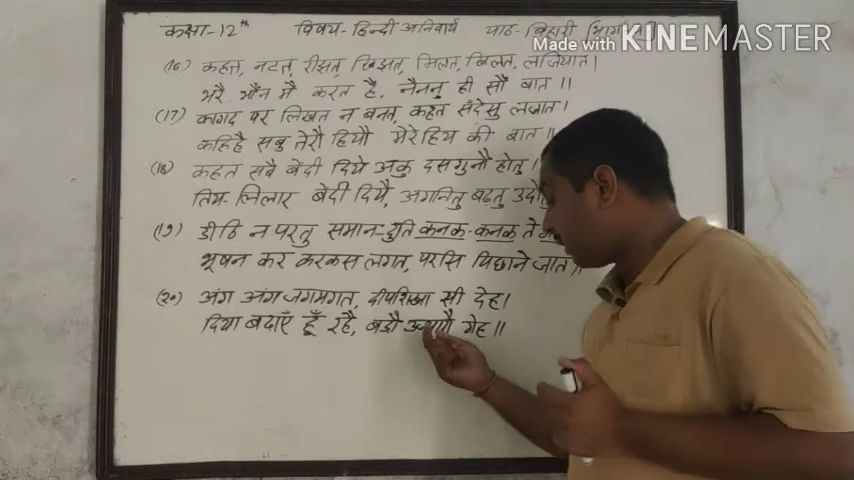 कक्षा-12th विषय-हिन्दी अनिवार्य पाठ-बिहारी (भाग
Made with KINEMASTER
(16) कहत, नटत, रीझत, खिझत, मिलत, खिलत, लजियात।
भरै भौन मैं करत है, नैननु ही सौं बात ।।
(17) कागद पर लिखत न बनत, कहत सँदेसु लजात।
कहिहै सबु तेरौ हियौ मेरे हिय की बात ॥
(18) कहत सबै बेंदी दिये अंकु दसगुनौ होतु।
तिय-लिलार बेंदी दियै, अगनितु बढ़तु
(19) डीठि न परतु समान-दुति कनक-कनक ते
भूषन कर करकस लगत, परसि पिछाने जात॥
(20) अंग अंग जगमगत, दीपशिखा सी देह।
दिया बढाएँ हूँ रहै, बडौ गेह॥